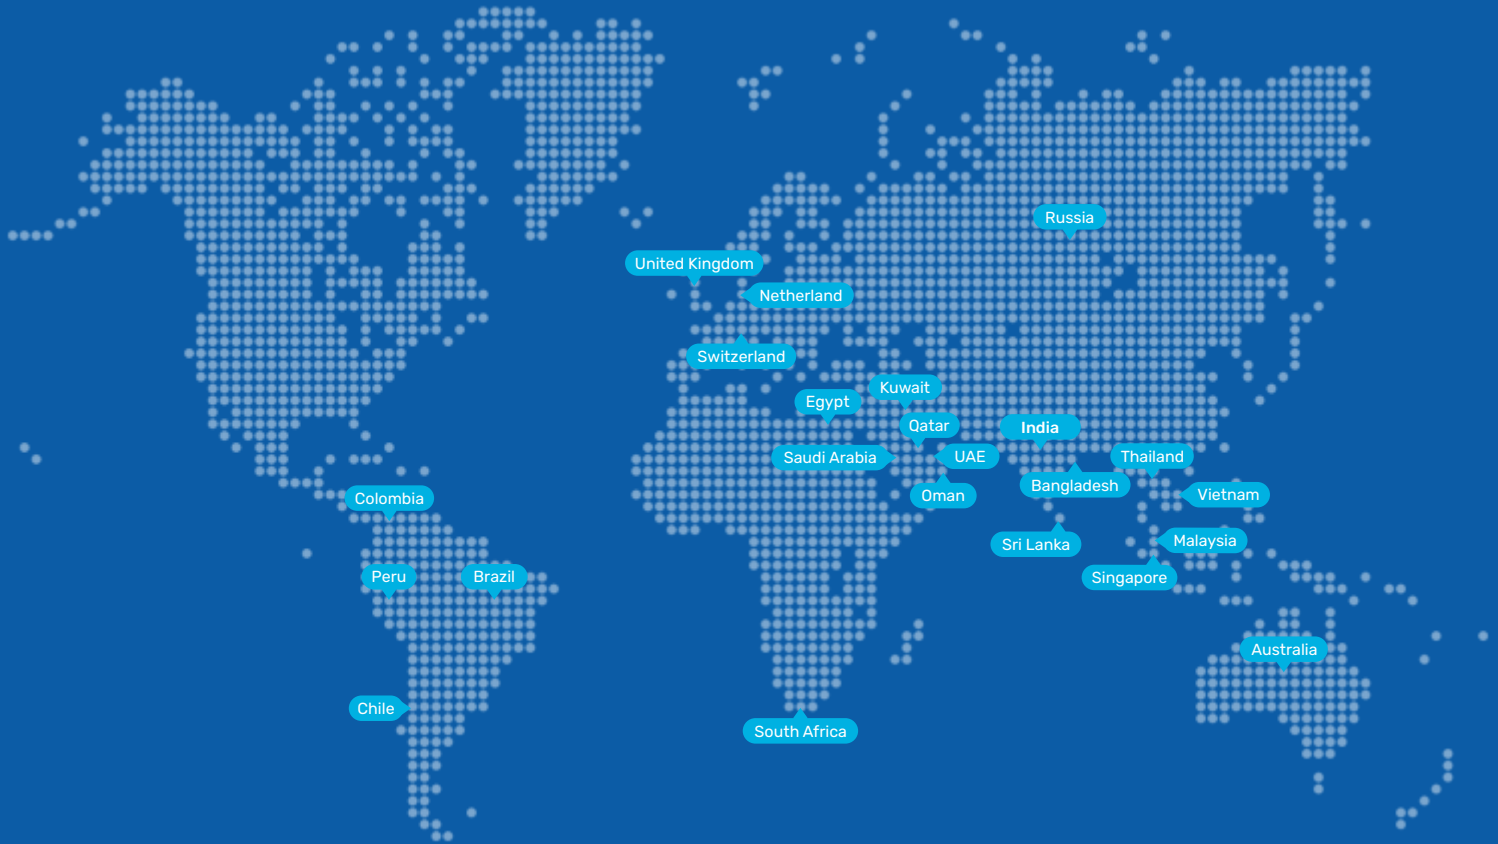 Russia
United Kingdom
Netherland
Switzerland
Kuwait
Egypt
Qatar
India
Saudi Arabia
UAE
Thailand
Bangladesh
Oman
Vietnam
Colombia
Sri Lanka
Malaysia
Peru
Brazil
Singapore
Australia
Chile
South Africa